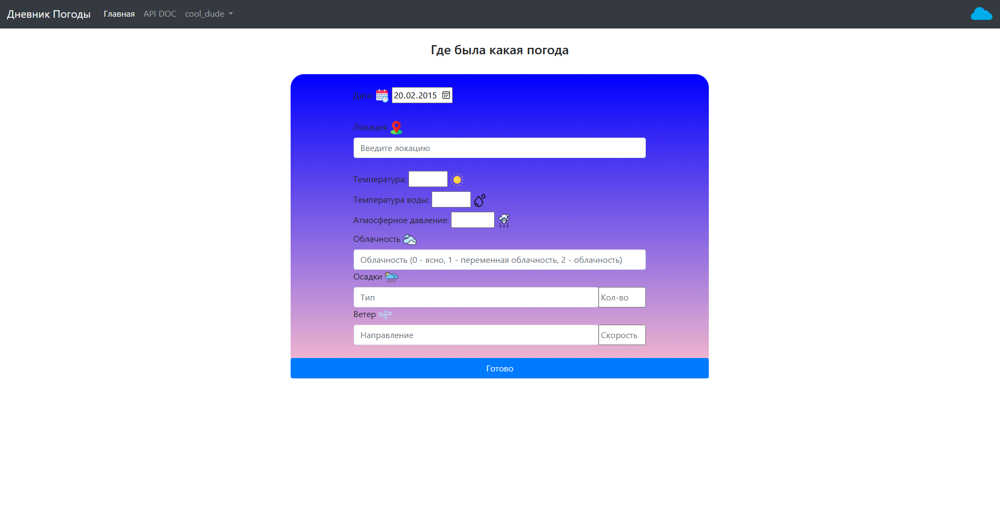 Дневник Погоды Главная API DOC cool_dude
Где была какая погода
Дата: 20.02.2015
Локация
Введите локацию
Температура:
Температура воды:
Атмосферное давление:
Облачность
Облачность (0 - ясно, 1 - переменная облачность, 2 - облачность)
Осадки
Тип Кол-во
Ветер
Направление Скорость
Готово